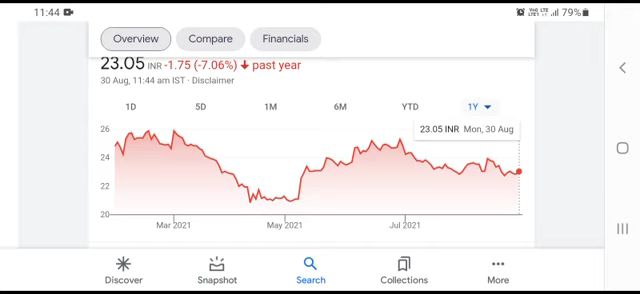 11:44
79%
Overview Compare Financials
23.05 INR -1.75 (-7.06%) past year
30 Aug, 11:44 am IST · Disclaimer
1D 5D 1M 6M YTD 1Y
23.05 INR Mon, 30 Aug
26
24
22
20
Mar 2021 May 2021 Jul 2021
Discover Snapshot Search Collections More